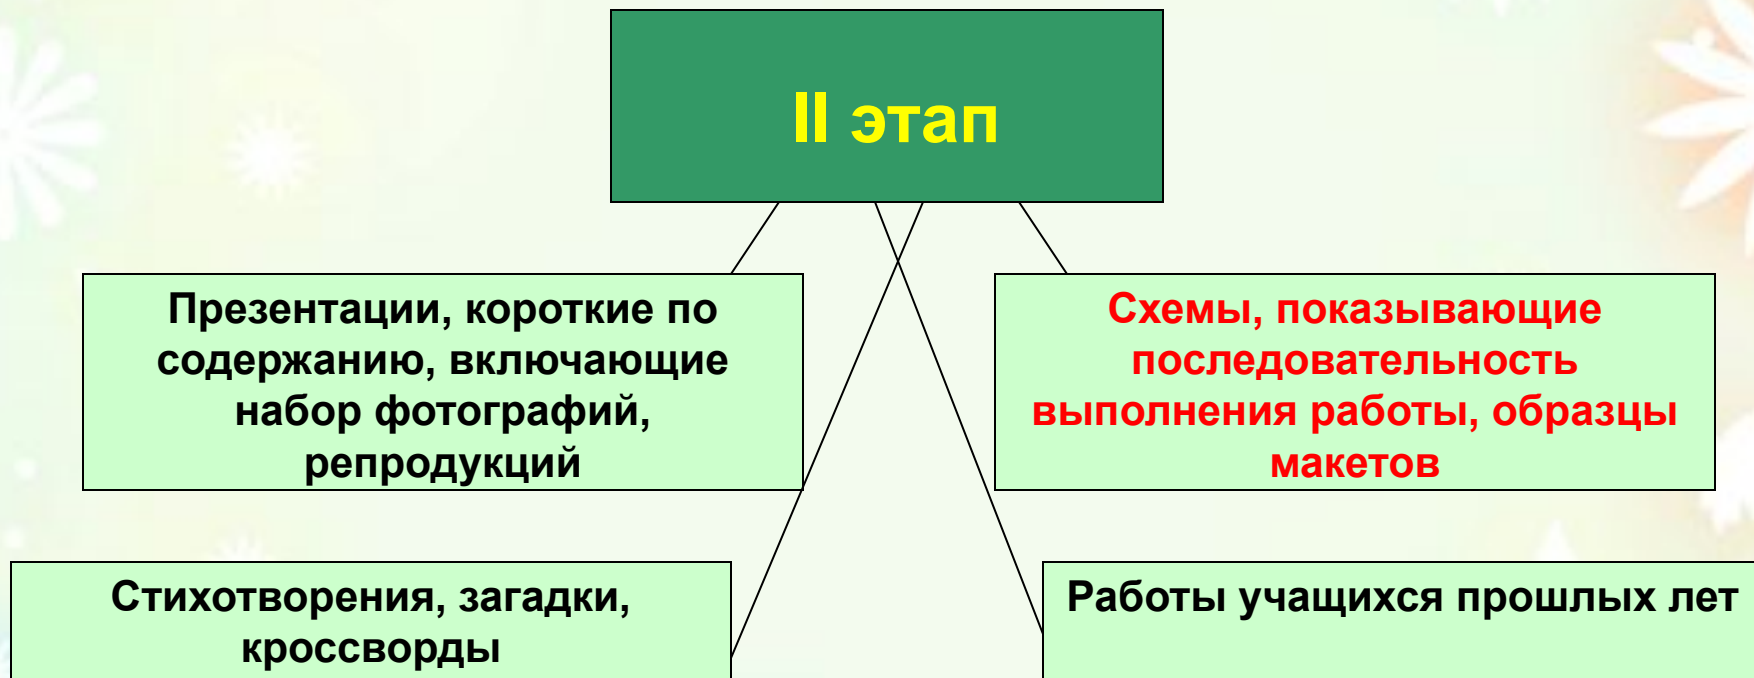 II этап
Презентации, короткие по
содержанию, включающие
набор фотографий,
репродукций
Схемы, показывающие
последовательность
выполнения работы, образцы
макетов
Стихотворения, загадки,
кроссворды
Работы учащихся прошлых лет